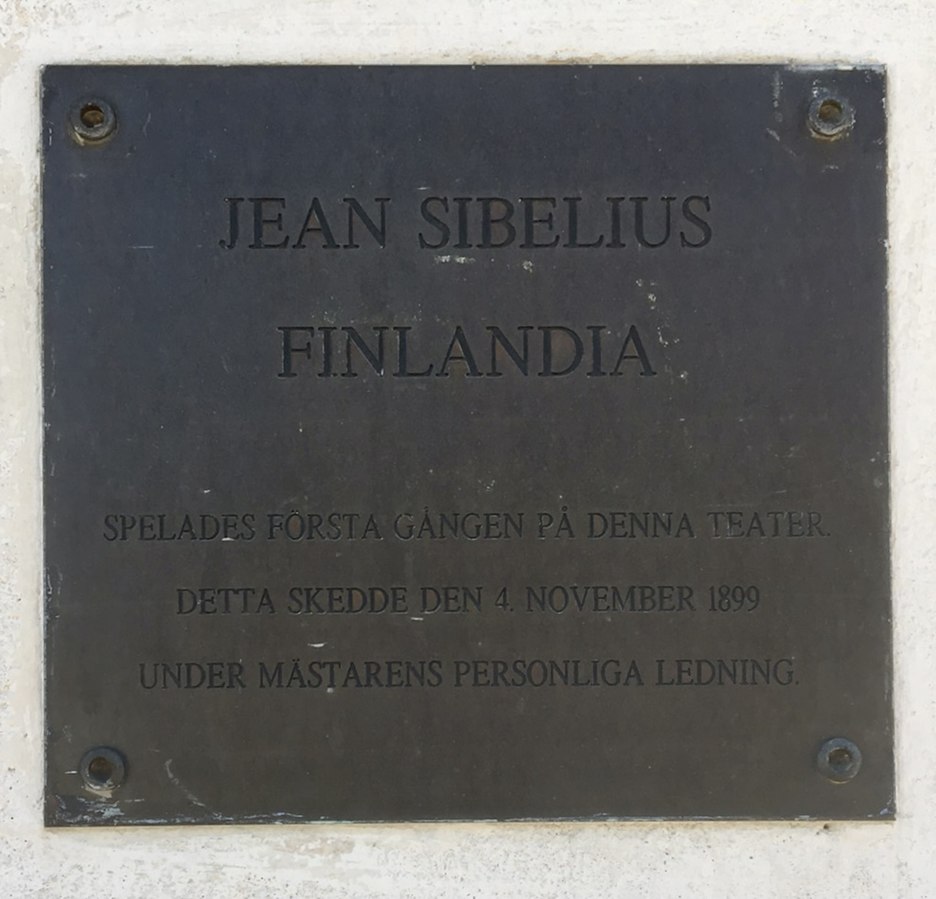 JEAN SIBELIUS
FINLANDIA
SPELADES FÖRSTA GÅNGEN PÅ DENNA TEATER.
DETTA SKEDDE DEN 4. NOVEMBER 1899
UNDER MÄSTARENS PERSONLIGA LEDNING.